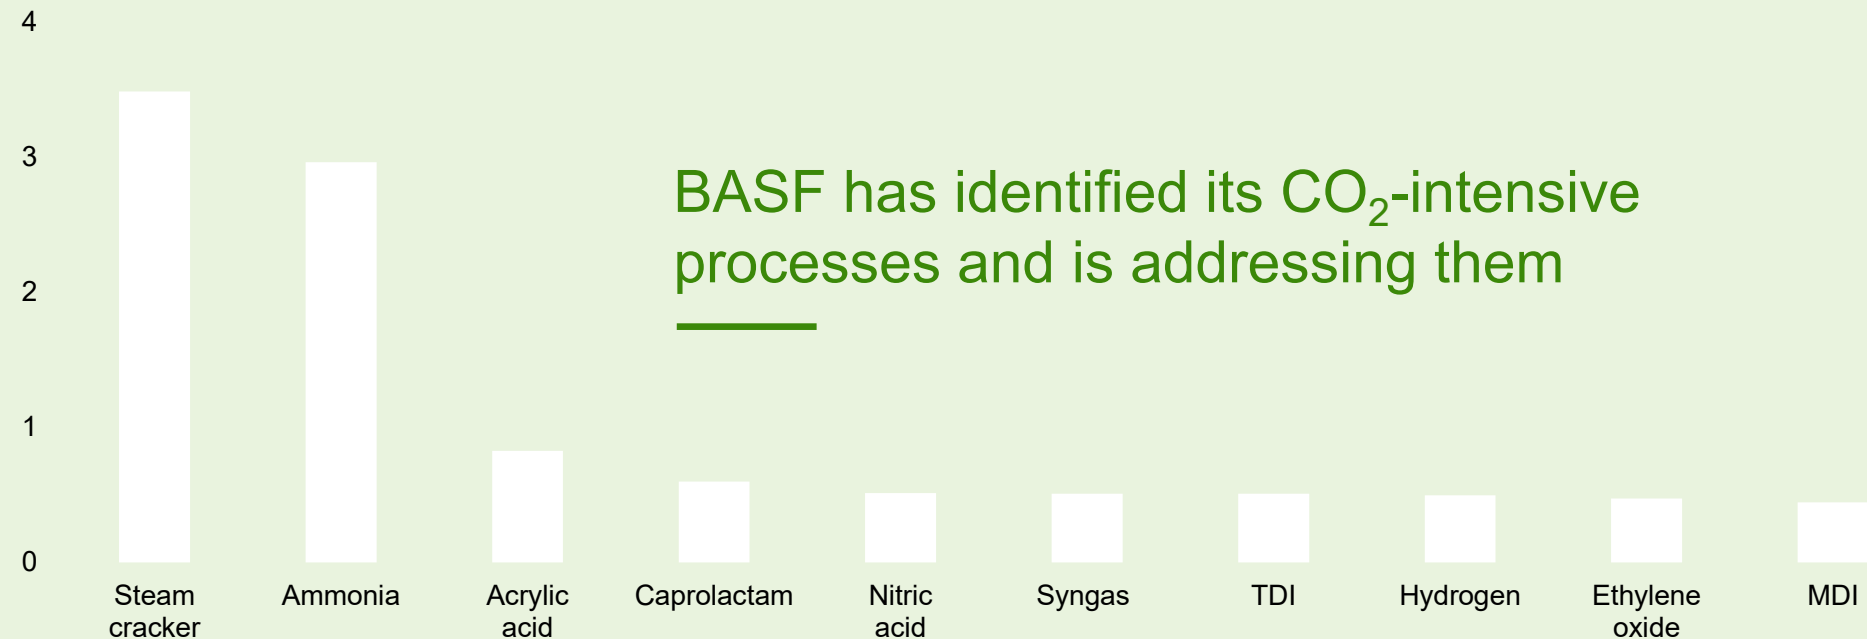 4
3
2
1
0
BASF has identified its CO₂-intensive
processes and is addressing them
Steam
cracker
Ammonia
Acrylic
acid
Caprolactam
Nitric
acid
Syngas
TDI
Hydrogen
Ethylene
oxide
MDI